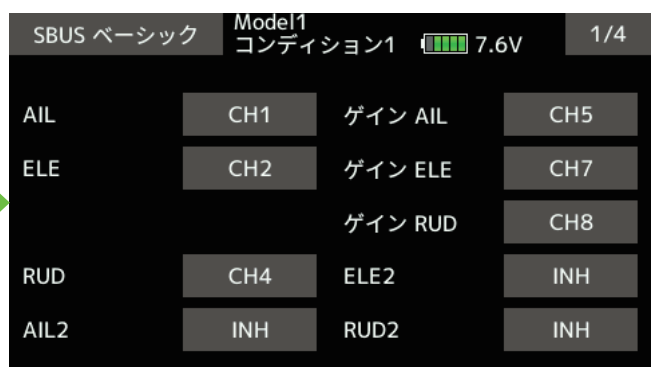 SBUS ベーシック
Model1
コンディション1 7.6V
1/4
AIL CH1 ゲイン AIL CH5
ELE CH2 ゲイン ELE CH7
ゲイン RUD CH8
RUD CH4 ELE2 INH
AIL2 INH RUD2 INH